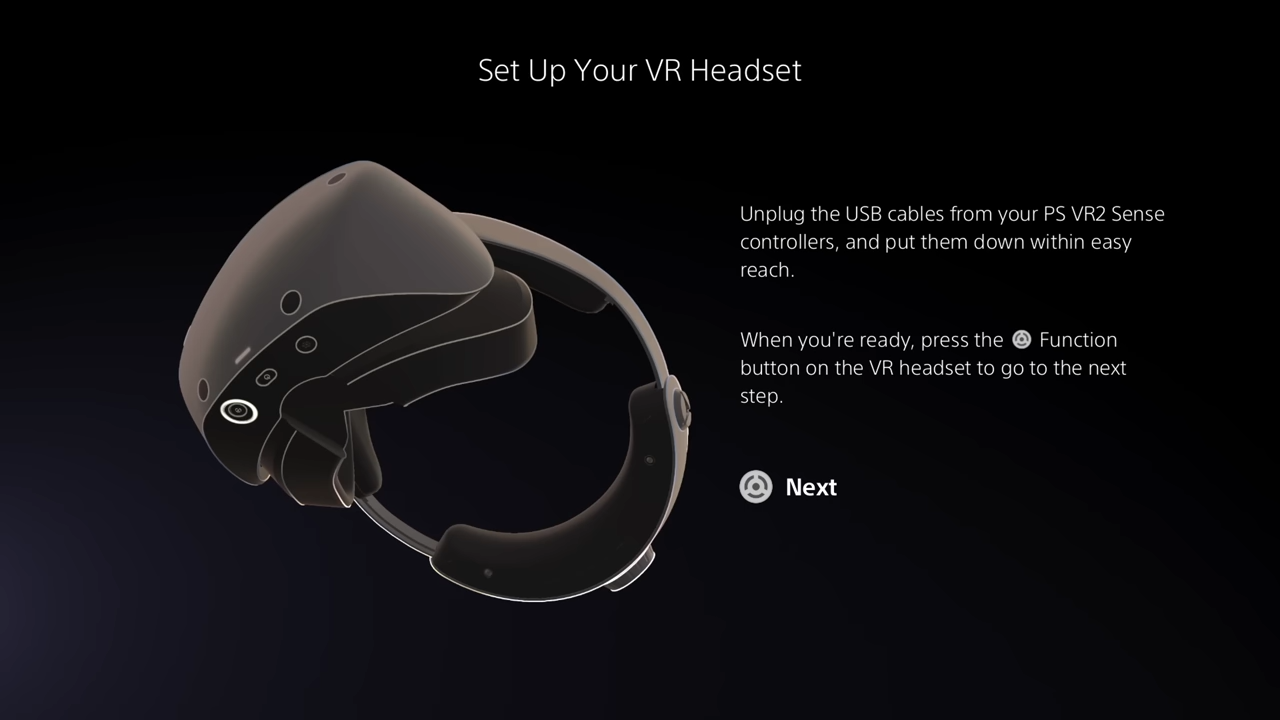 Set Up Your VR Headset
Unplug the USB cables from your PS VR2 Sense
controllers, and put them down within easy
reach.
When you're ready, press the Function
button on the VR headset to go to the next
step.
Next